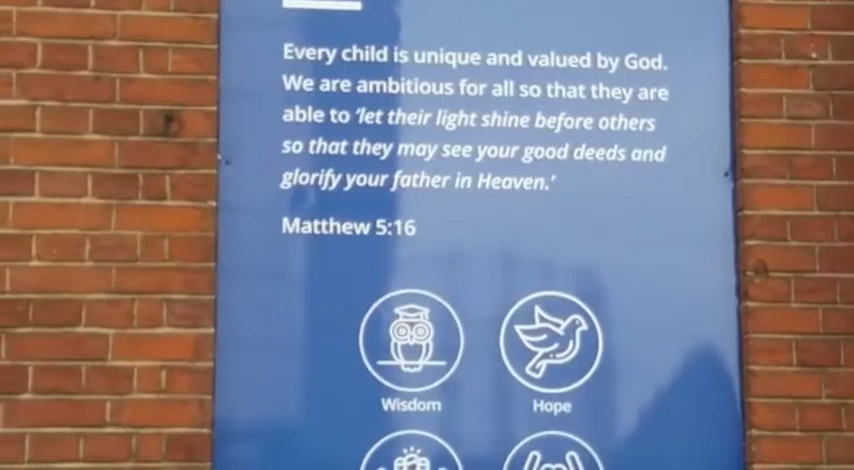 Every child is unique and valued by God.
We are ambitious for all so that they are
able to ‘let their light shine before others
so that they may see your good deeds and
glorify your father in Heaven.’
Matthew 5:16
Wisdom
Hope